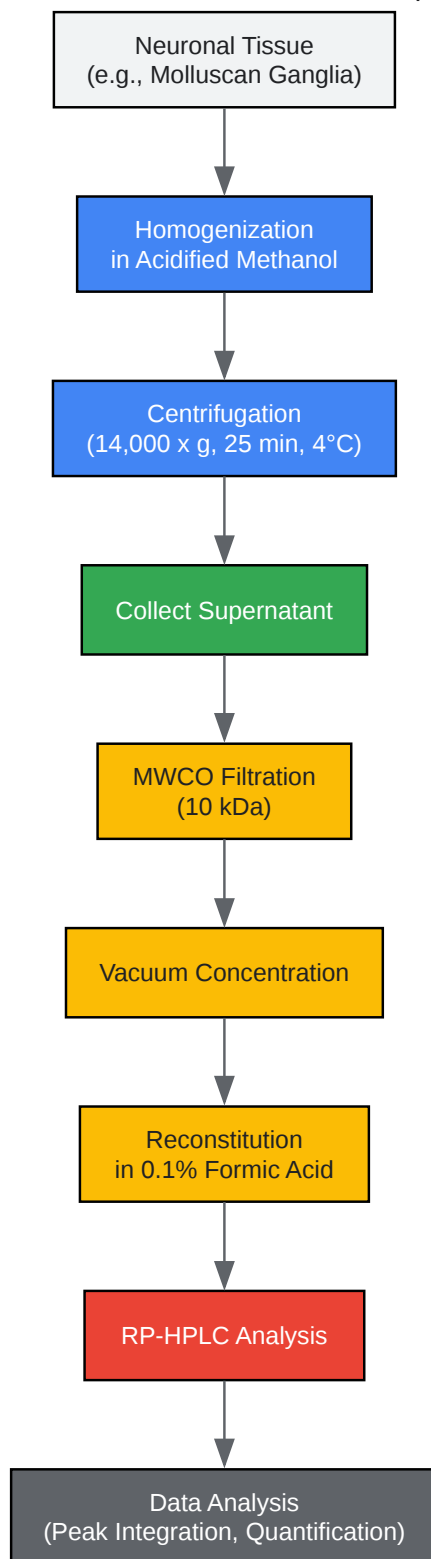 Neuronal Tissue
(e.g., Molluscan Ganglia)
Homogenization
in Acidified Methanol
Centrifugation
(14,000 x g, 25 min, 4°C)
Collect Supernatant
MWCO Filtration
(10 kDa)
Vacuum Concentration
Reconstitution
in 0.1% Formic Acid
RP-HPLC Analysis
Data Analysis
(Peak Integration, Quantification)